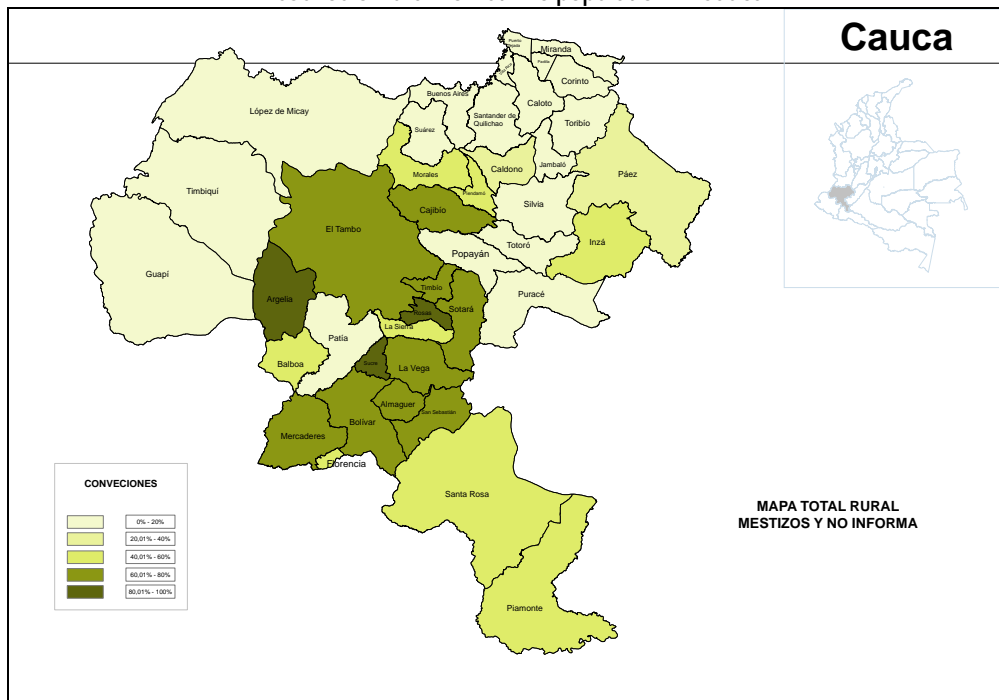 Cauca
Puerto
Tejada
Miranda
Padilla
Corinto
Buenos Aires
López de Micay
Santander de
Quilichao
Caloto
Suárez
Toribío
Jambaló
Caldono
Morales
Páez
Piendamó
Timbiquí
Silvia
Cajibío
El Tambo
Totoró
Inzá
Popayán
Guapí
Timbío
Puracé
Argelia
Sotará
Rosas
La Sierra
Patía
Balboa
Sucre
La Vega
Almaguer
San Sebastián
Bolívar
Mercaderes
Florencia
Santa Rosa
Piamonte
CONVECIONES
0% - 20%
20,01% - 40%
40,01% - 60%
60,01% - 80%
80,01% - 100%
MAPA TOTAL RURAL
MESTIZOS Y NO INFORMA